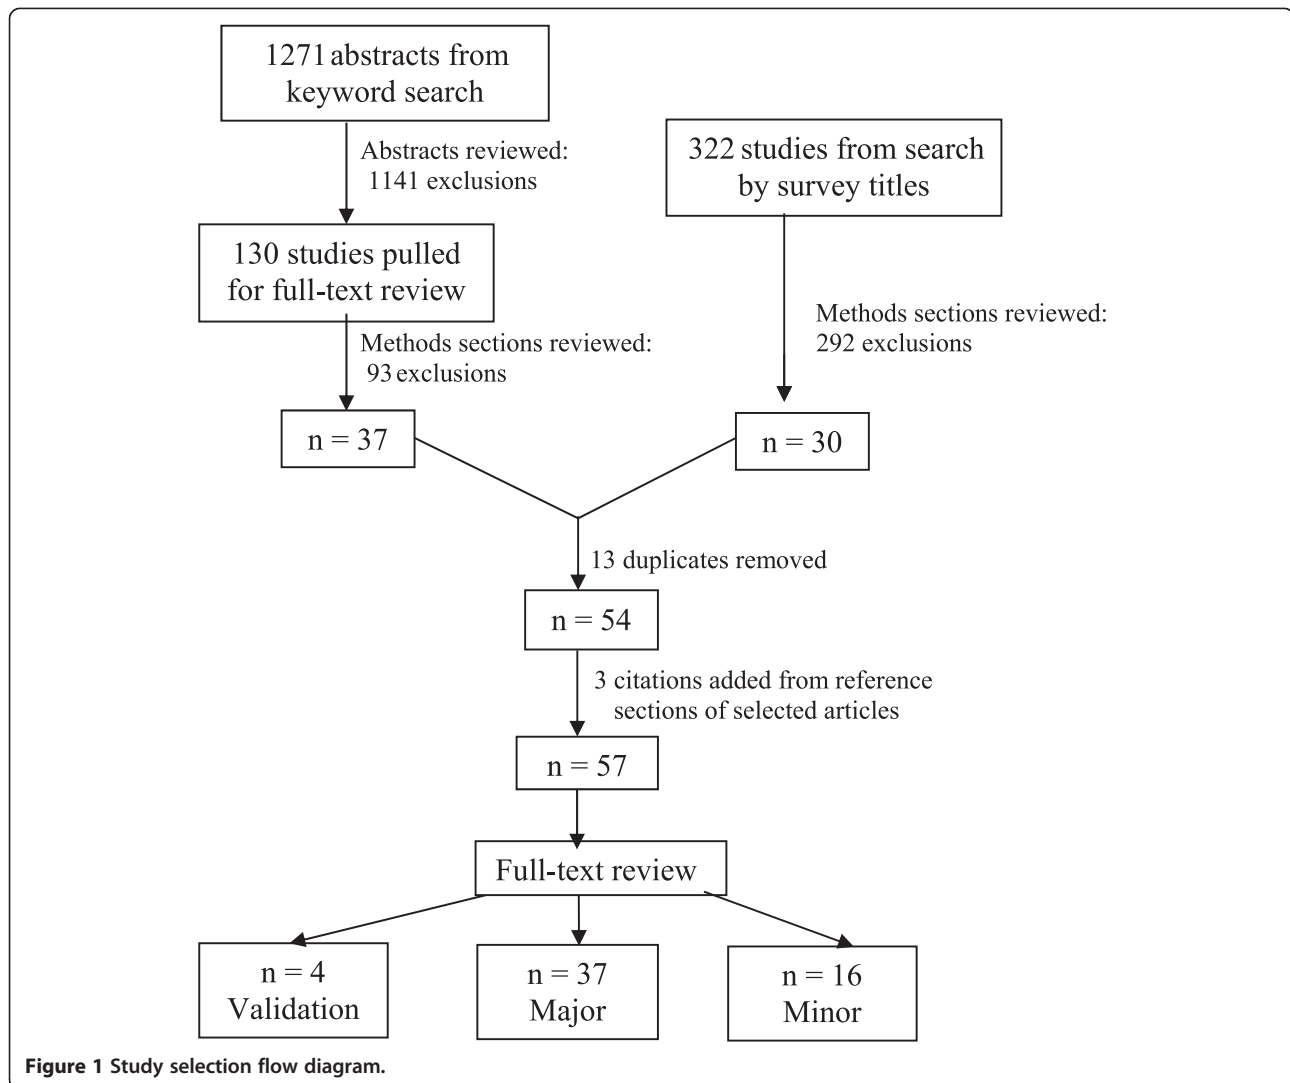 1271 abstracts from
keyword search
Abstracts reviewed:
1141 exclusions
322 studies from search
by survey titles
130 studies pulled
for full-text review
Methods sections reviewed:
93 exclusions
Methods sections reviewed:
292 exclusions
n = 37
n = 30
13 duplicates removed
n = 54
3 citations added from reference
sections of selected articles
n = 57
Full-text review
n = 4
Validation
n = 37
Major
n = 16
Minor
Figure 1 Study selection flow diagram.